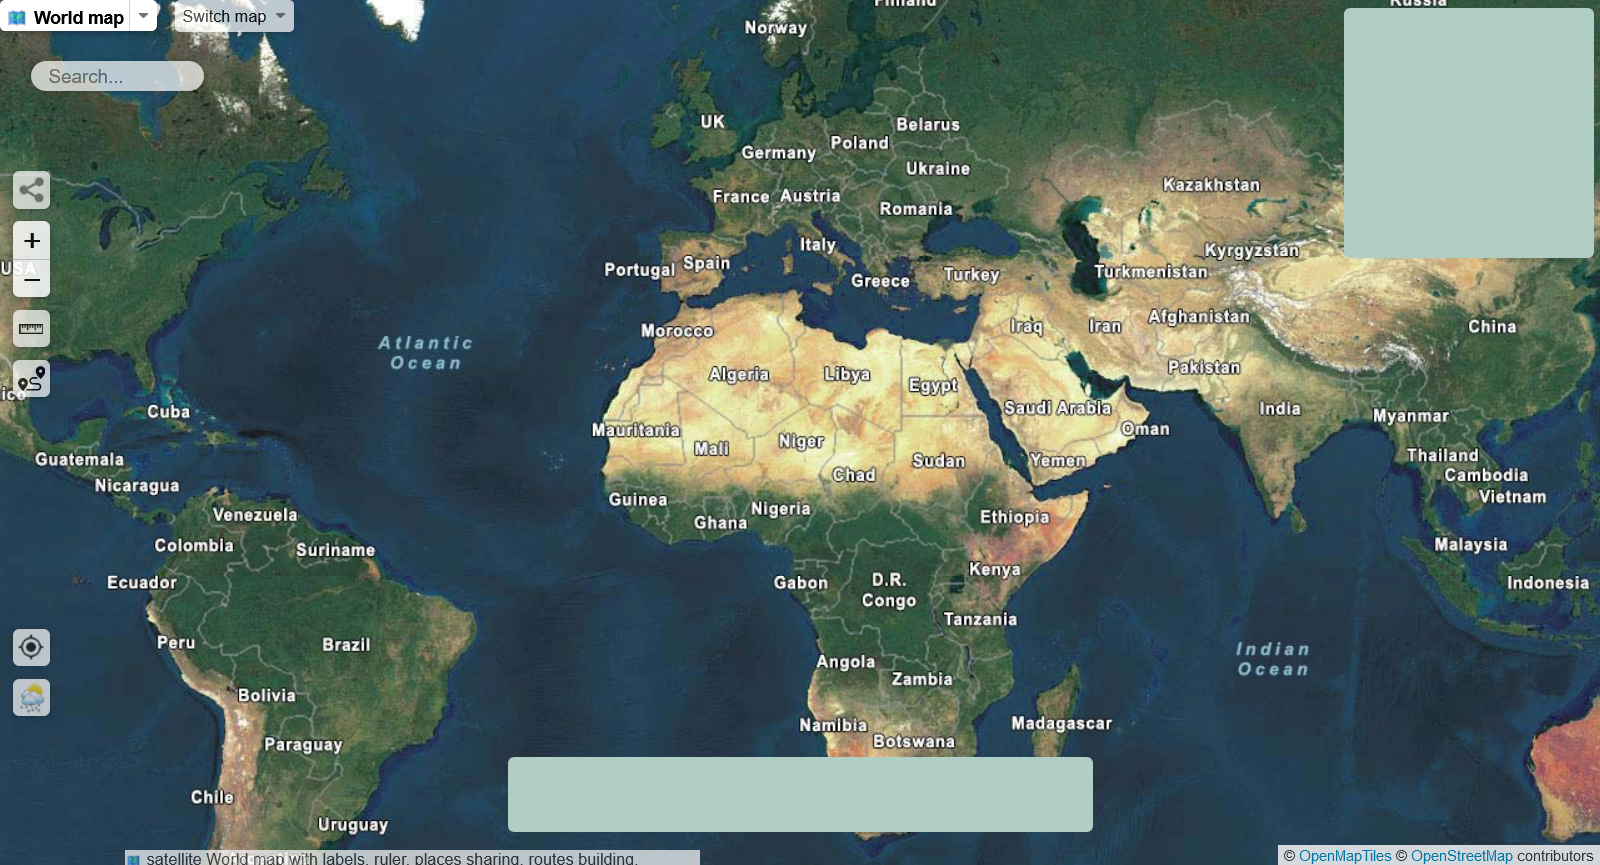 World map
Switch map
Finland
Russia
Norway
Search...
UK
Belarus
Poland
Germany
Ukraine
Kazakhstan
France
Austria
Romania
Italy
Kyrgyzstan
USA
Portugal
Spain
Greece
Turkey
Turkmenistan
Morocco
Iraq
Iran
Afghanistan
China
Atlantic
Ocean
Algeria
Libya
Egypt
Pakistan
ico
Cuba
Saudi Arabia
India
Myanmar
Mauritania
Oman
Mali
Niger
Guatemala
Chad
Sudan
Yemen
Thailand
Cambodia
Nicaragua
Guinea
Vietnam
Venezuela
Ghana
Nigeria
Ethiopia
Colombia
Suriname
Malaysia
Ecuador
Gabon
D.R.
Congo
Kenya
Indonesia
Tanzania
Peru
Brazil
Indian
Ocean
Angola
Zambia
Bolivia
Namibia
Madagascar
Paraguay
Botswana
Chile
Uruguay
satellite World map with labels, ruler, places sharing, routes building.
© OpenMapTiles © OpenStreetMap contributors